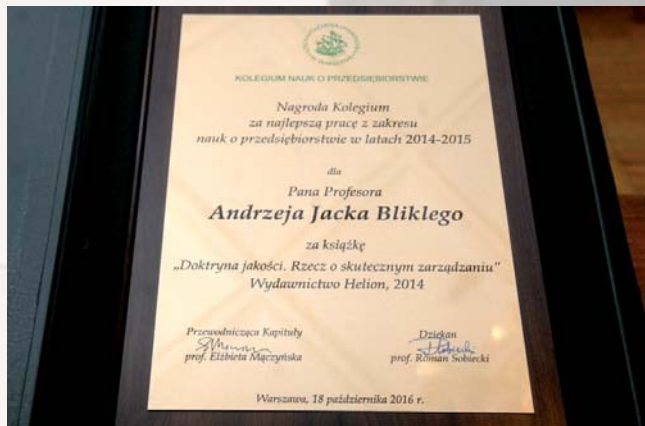 KOLEGIUM NAUK O PRZEDSIĘBIORSTWIE
Nagroda Kolegium
za najlepszą pracę z zakresu
nauk o przedsiębiorstwie w latach 2014-2015
dla
Pana Profesora
Andrzeja Jacka Bliklego
za książkę
„Doktryna jakości. Rzecz o skutecznym zarządzaniu”
Wydawnictwo Helion, 2014
Przewodnicząca Kapituły
prof. Elżbieta Mączyńska
Dziekan
prof. Roman Sobiecki
Warszawa, 18 października 2016 r.